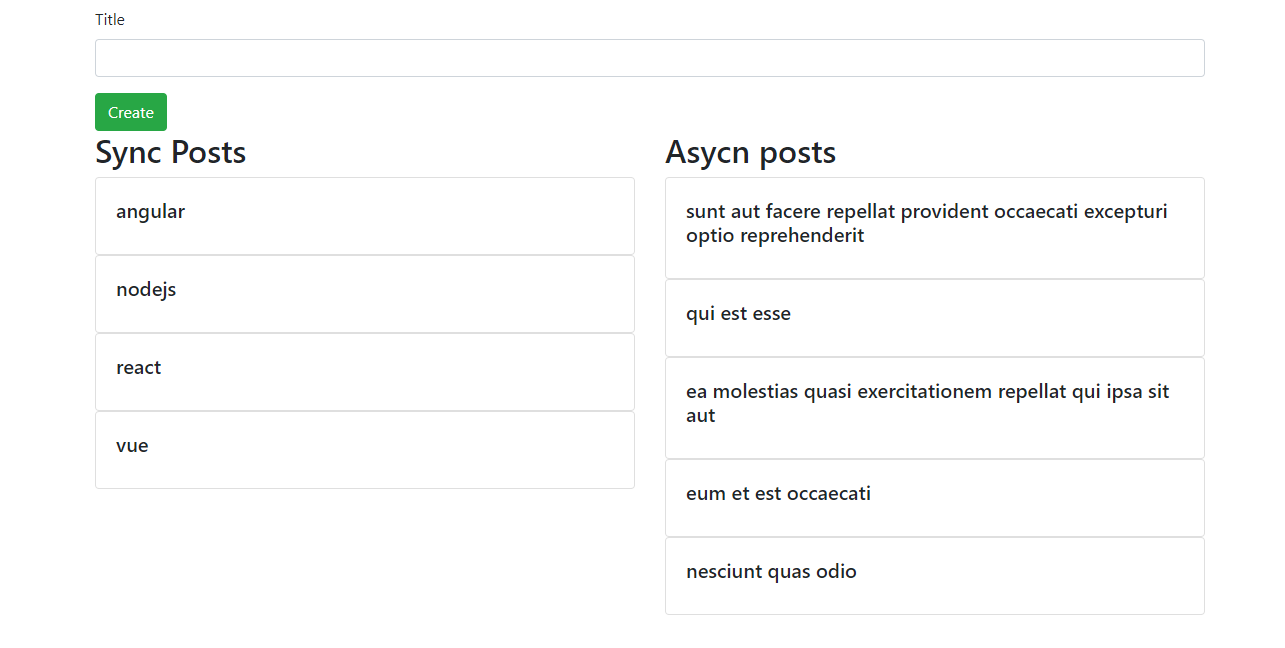 Title
Create
Sync Posts
angular
nodejs
react
vue
Asycn posts
sunt aut facere repellat provident occaecati excepturi
optio reprehenderit
qui est esse
ea molestias quasi exercitationem repellat qui ipsa sit
aut
eum et est occaecati
nesciunt quas odio